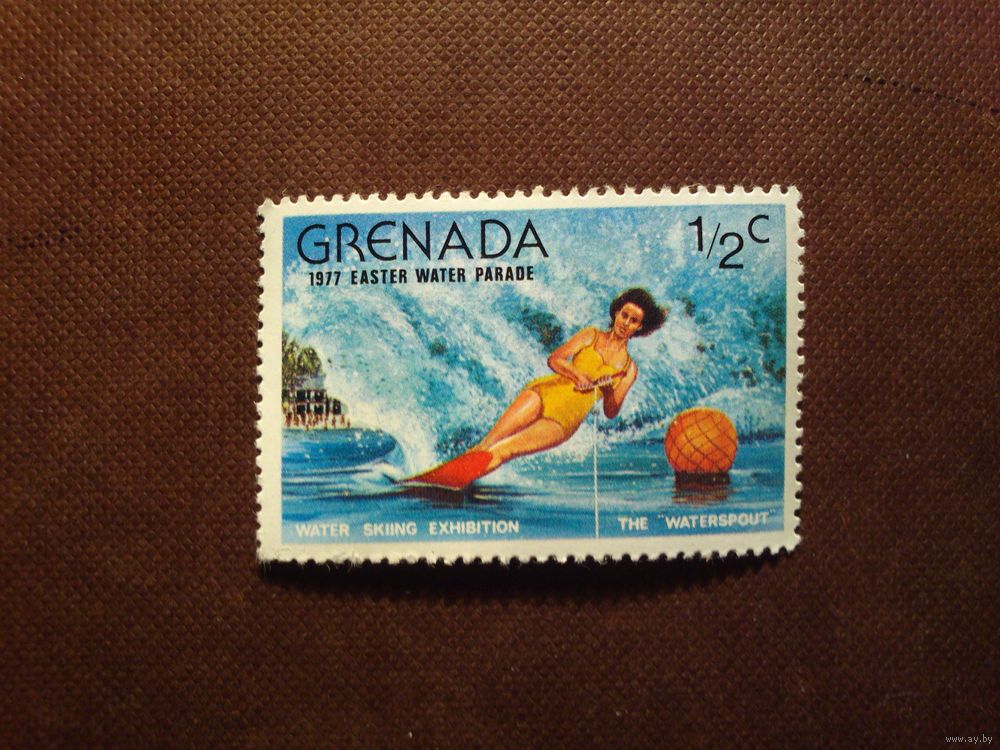 GRENADA
1/2c
1977 EASTER WATER PARADE
WATER SKIING EXHIBITION
THE "WATERSPOUT"
www.ay.by